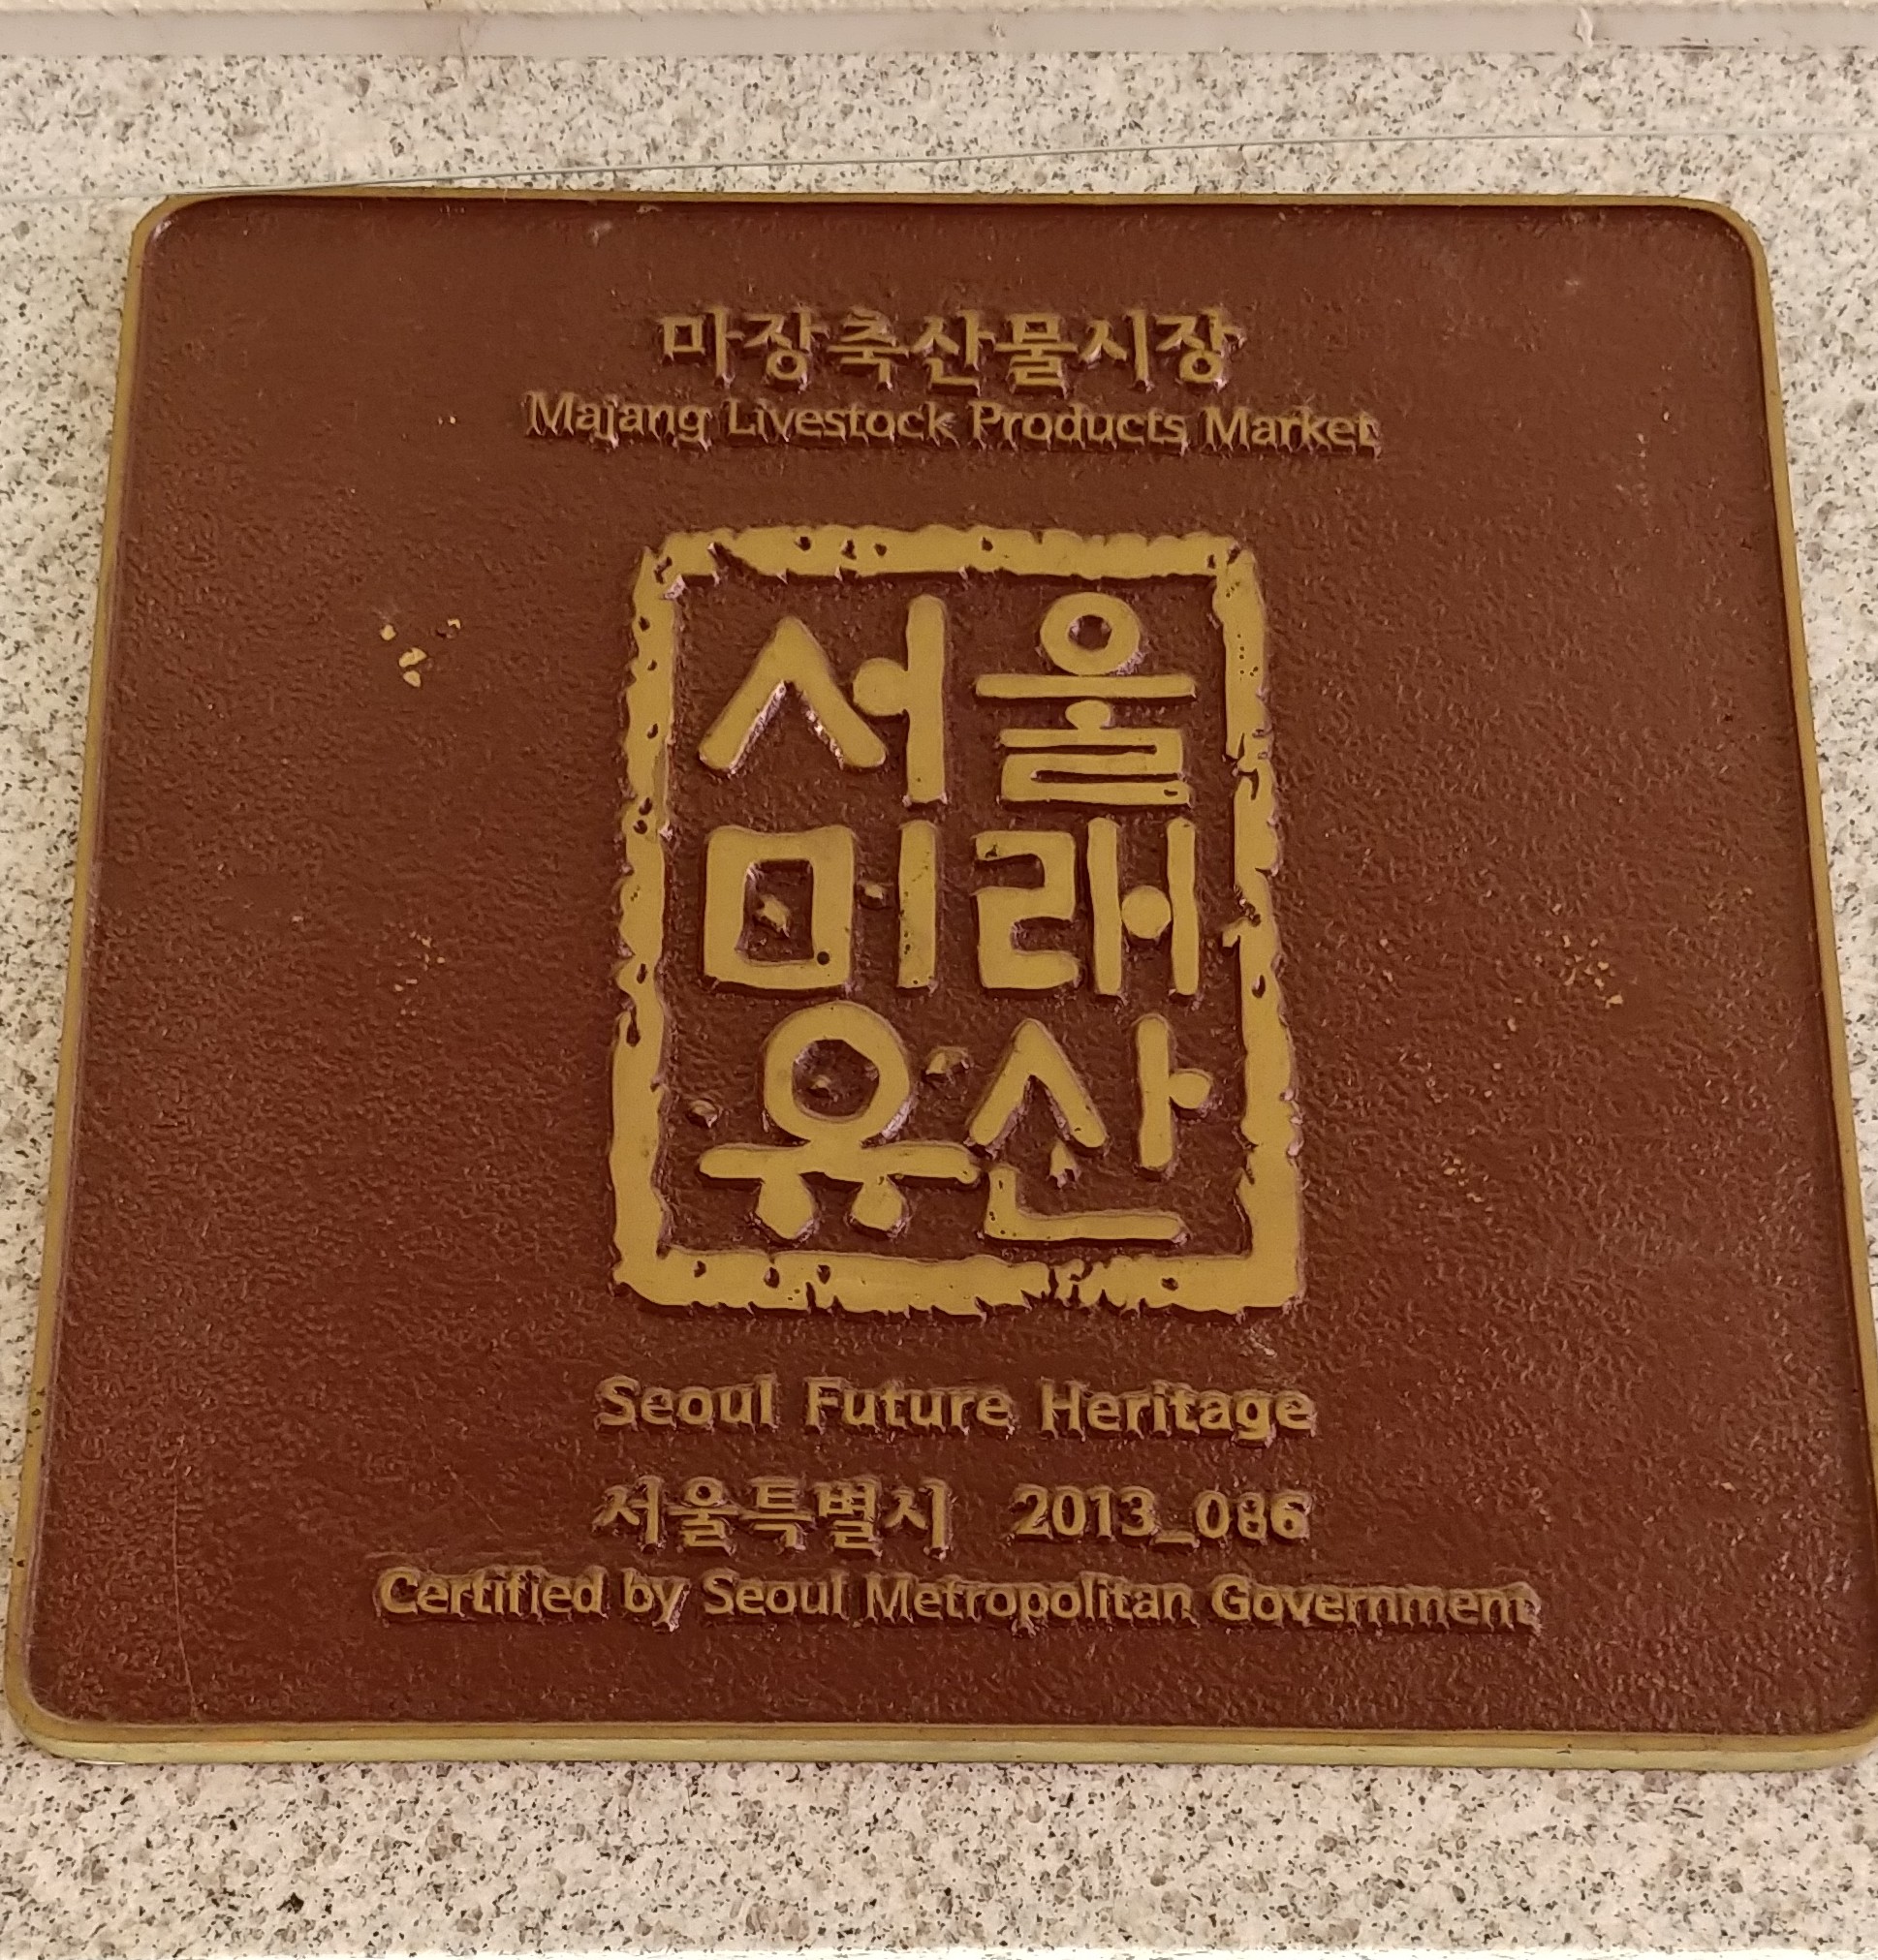 마장축산물시장
Majang Livestock Products Market
서울
미래
유산
Seoul Future Heritage
서울특별시 2013_086
Certified by Seoul Metropolitan Government